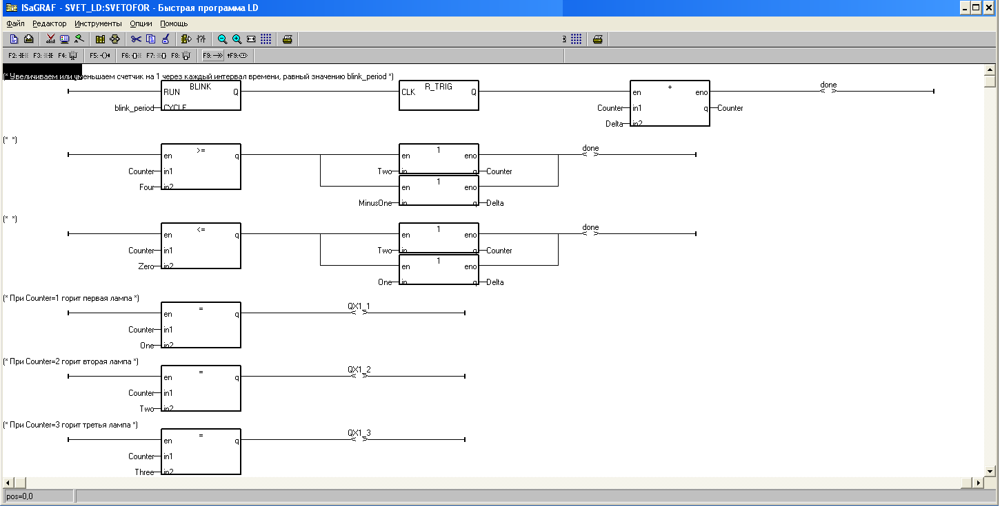 ISaGRAF - SVET_LD:SVETOFOR - Быстрая программа LD
Файл Редактор Инструменты Опции Помощь
F2: F3: F4: F5: F6: F7: F8: F9: ↑F9:
(* Увеличиваем или уменьшаем счетчик на 1 через каждый интервал времени, равный значению blink_period *)
BLINK R_TRIG + done
RUN Q CLK Q en eno
blink_period CYCLE Counter in1 q Counter
Delta in2
(* *)
>= 1 done
en q en eno
Counter in1 Two in q Counter
Four in2 1
en eno
MinusOne in q Delta
(* *)
<= 1 done
en q en eno
Counter in1 Two in q Counter
Zero in2 1
en eno
One in q Delta
(* При Counter=1 горит первая лампа *)
= QX1_1
en q
Counter in1
One in2
(* При Counter=2 горит вторая лампа *)
= QX1_2
en q
Counter in1
Two in2
(* При Counter=3 горит третья лампа *)
= QX1_3
en q
Counter in1
Three in2
pos=0,0